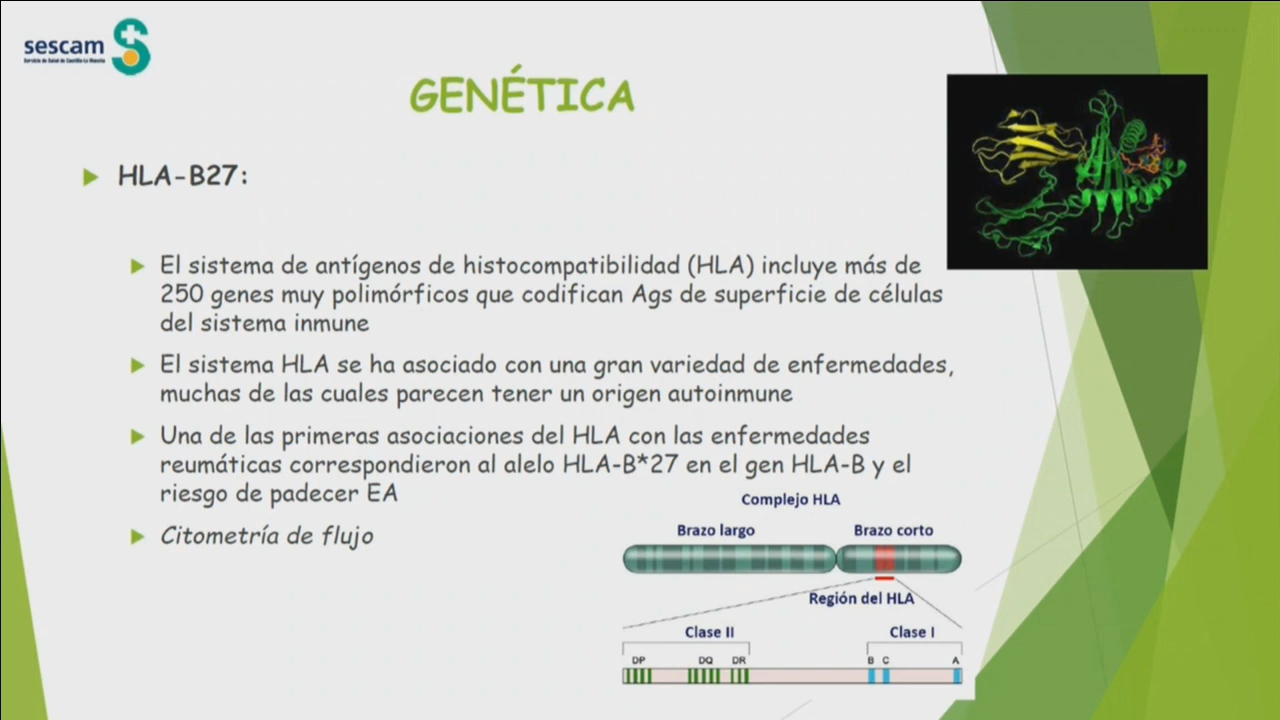 sescam
Servicio de Salud de Castilla-La Mancha
GENÉTICA
HLA-B27:
El sistema de antígenos de histocompatibilidad (HLA) incluye más de
250 genes muy polimórficos que codifican Ags de superficie de células
del sistema inmune
El sistema HLA se ha asociado con una gran variedad de enfermedades,
muchas de las cuales parecen tener un origen autoinmune
Una de las primeras asociaciones del HLA con las enfermedades
reumáticas correspondieron al alelo HLA-B*27 en el gen HLA-B y el
riesgo de padecer EA
Citometría de flujo
Complejo HLA
Brazo largo Brazo corto
Región del HLA
Clase II Clase I
DP DQ DR B C A